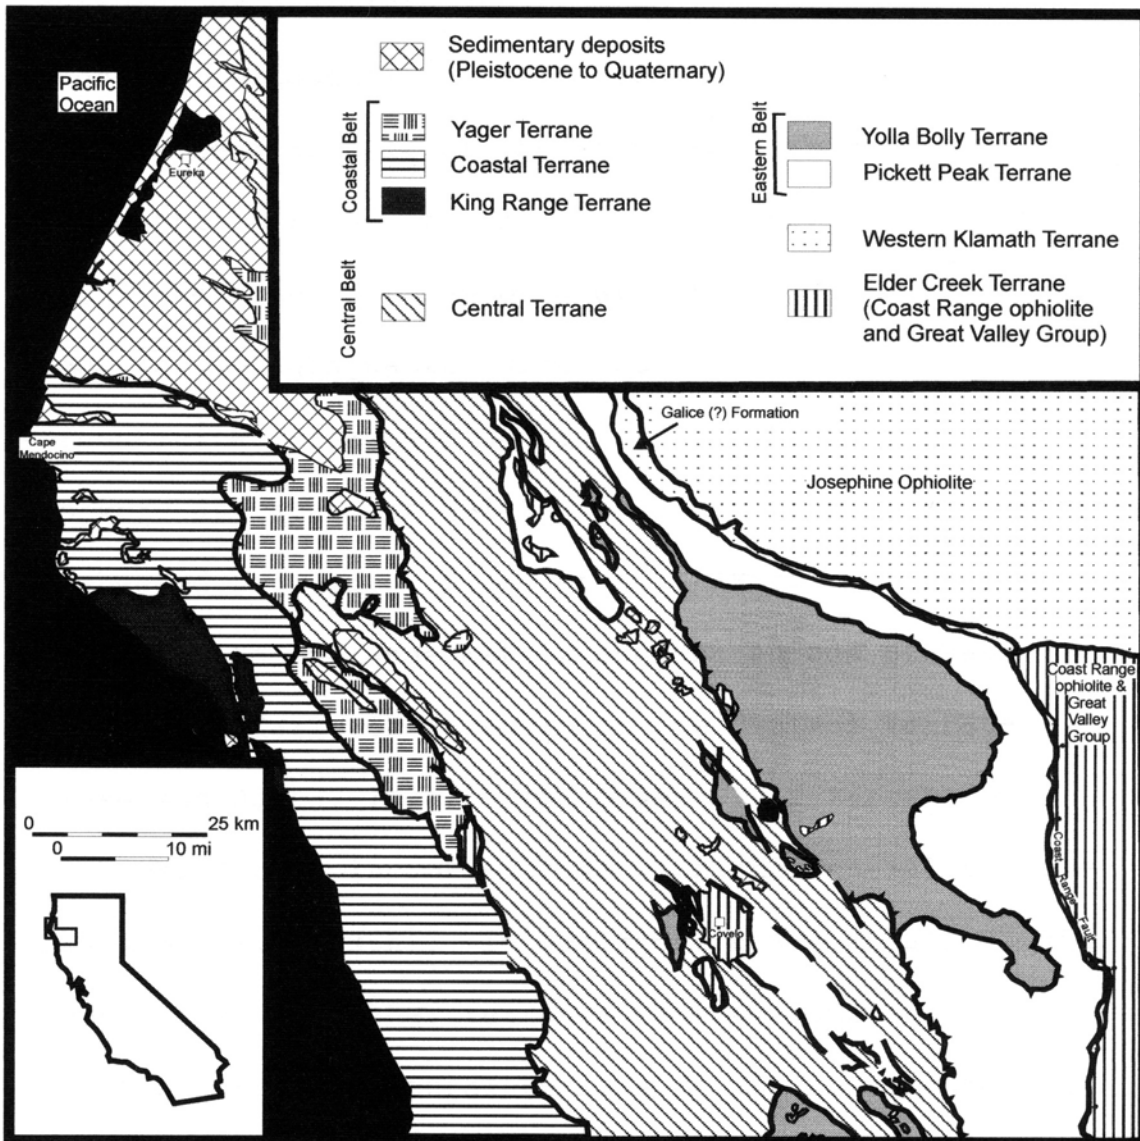 Pacific
Ocean
Eureka
Cape
Mendocino
Sedimentary deposits
(Pleistocene to Quaternary)
Coastal Belt
Yager Terrane
Coastal Terrane
King Range Terrane
Central Belt
Central Terrane
Eastern Belt
Yolla Bolly Terrane
Pickett Peak Terrane
Western Klamath Terrane
Elder Creek Terrane
(Coast Range ophiolite
and Great Valley Group)
Galice (?) Formation
Josephine Ophiolite
Coast Range
ophiolite &
Great
Valley
Group
Coast Range Fault
Covelo
0 25 km
0 10 mi